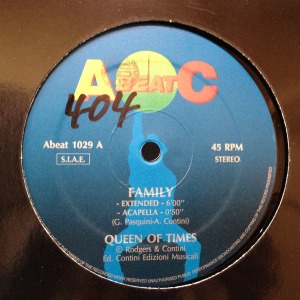 A BEAT C
404
Abeat 1029 A
45 RPM
S.I.A.E.
STEREO
FAMILY
- EXTENDED - 6'00"
- ACAPELLA - 0'50"
(G. Pasquini-A. Contini)
QUEEN OF TIMES
© Rodgers & Contini
Ed. Contini Edizioni Musicali